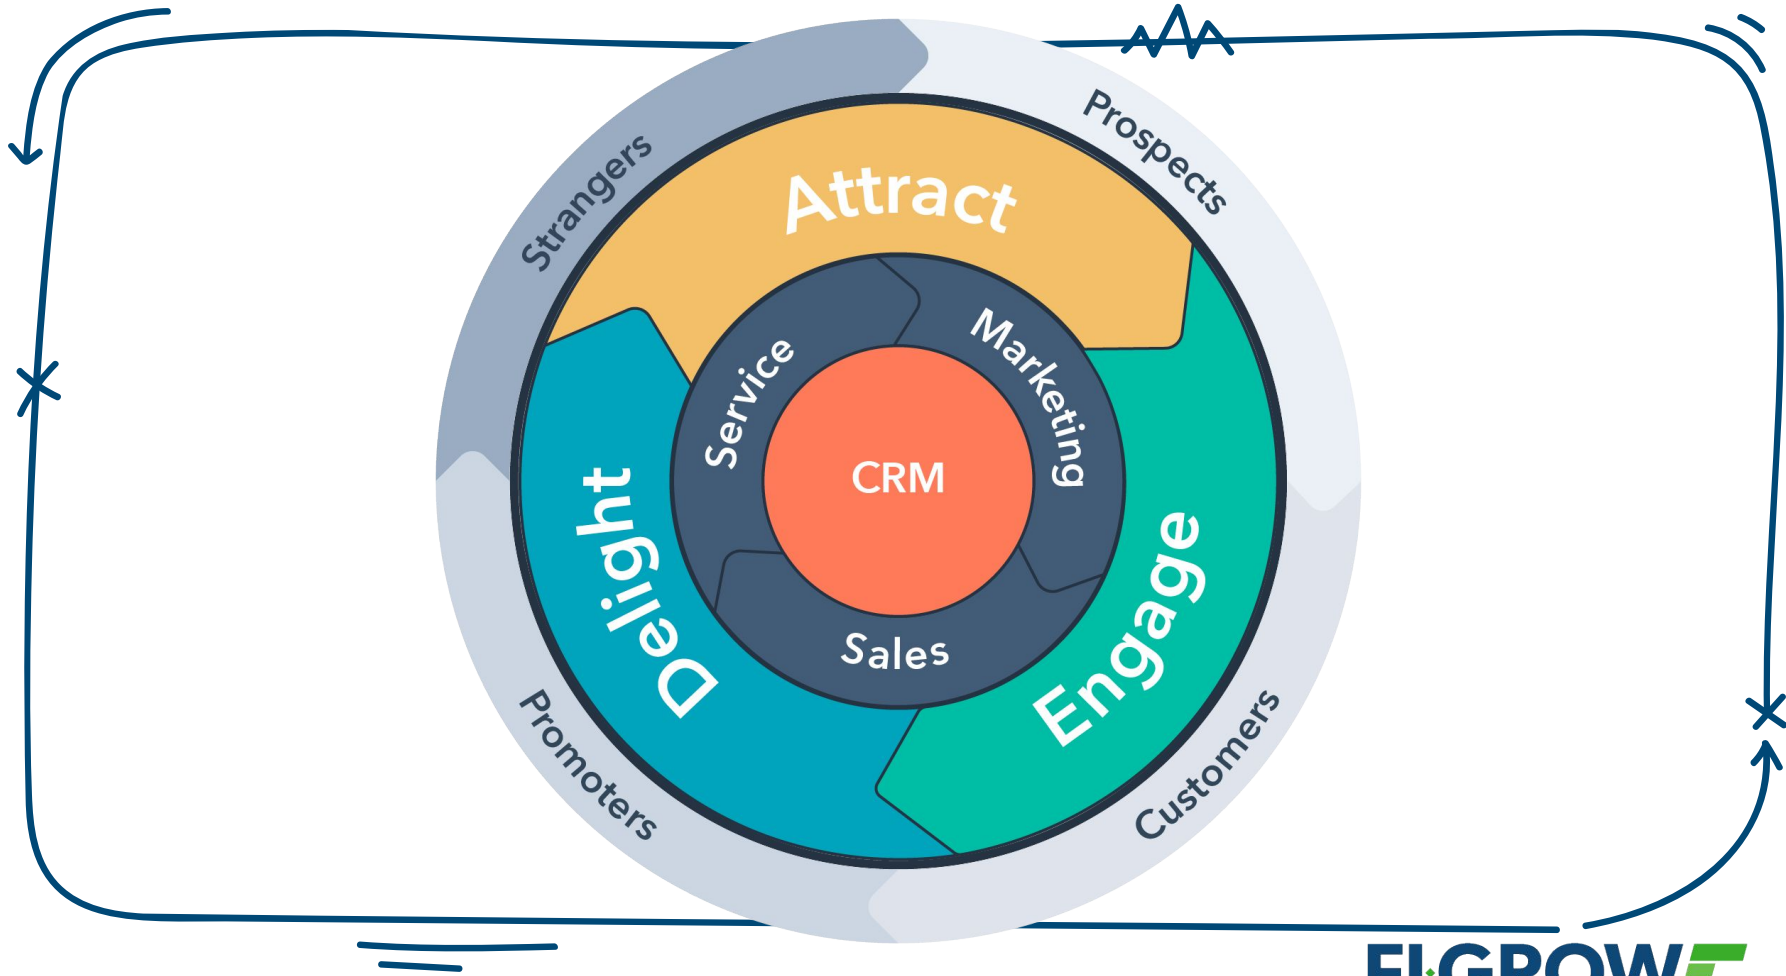 Strangers
Prospects
Attract
Service
Marketing
CRM
Delight
Engage
Sales
Promoters
Customers